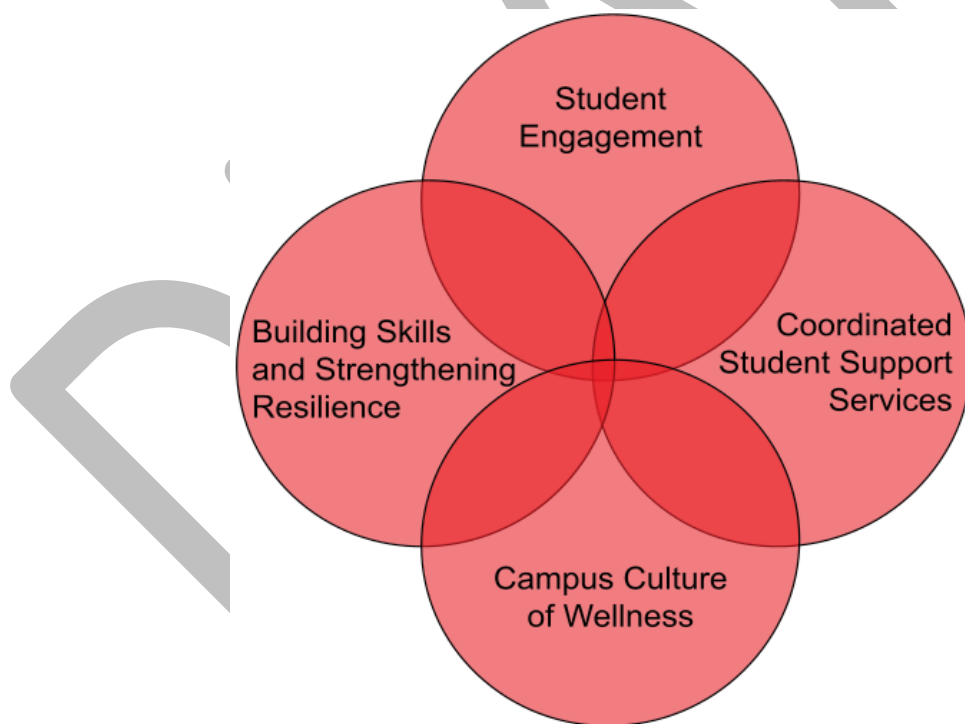 Student
Engagement
Building Skills
and Strengthening
Resilience
Coordinated
Student Support
Services
Campus Culture
of Wellness